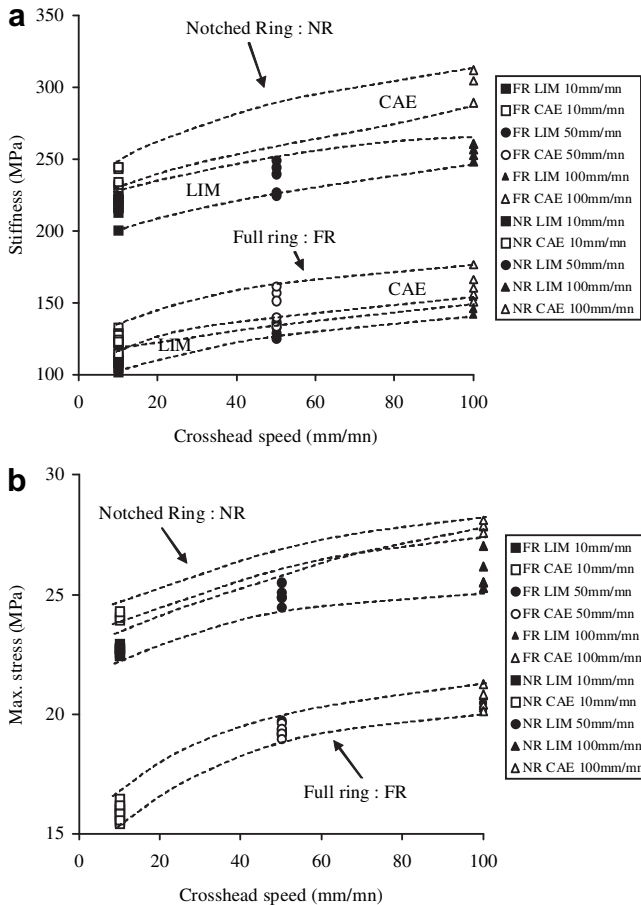 a
350
300
250
200
150
100
Stiffness (MPa)
Notched Ring : NR
CAE
LIM
Full ring : FR
CAE
LIM
0
20
40
60
80
100
Crosshead speed (mm/mn)
FR LIM 10mm/mn
FR CAE 10mm/mn
FR LIM 50mm/mn
FR CAE 50mm/mn
FR LIM 100mm/mn
FR CAE 100mm/mn
NR LIM 10mm/mn
NR CAE 10mm/mn
NR LIM 50mm/mn
NR LIM 100mm/mn
NR CAE 100mm/mn
b
30
25
20
15
Max. stress (MPa)
Notched Ring : NR
Full ring : FR
0
20
40
60
80
100
Crosshead speed (mm/mn)
FR LIM 10mm/mn
FR CAE 10mm/mn
FR LIM 50mm/mn
FR CAE 50mm/mn
FR LIM 100mm/mn
FR CAE 100mm/mn
NR LIM 10mm/mn
NR CAE 10mm/mn
NR LIM 50mm/mn
NR LIM 100mm/mn
NR CAE 100mm/mn